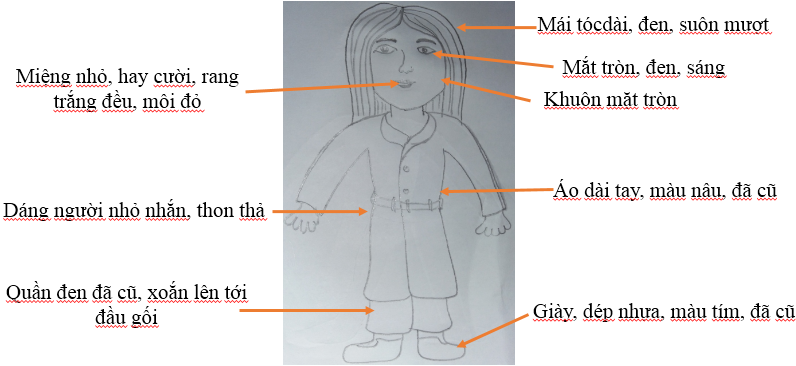 Mái tócdài, đen, suôn mượt
Mắt tròn, đen, sáng
Miệng nhỏ, hay cười, rang
trắng đều, môi đỏ
Khuôn mặt tròn
Áo dài tay, màu nâu, đã cũ
Dáng người nhỏ nhắn, thon thả
Quần đen đã cũ, xoắn lên tới
đầu gối
Giày, dép nhưa, màu tím, đã cũ